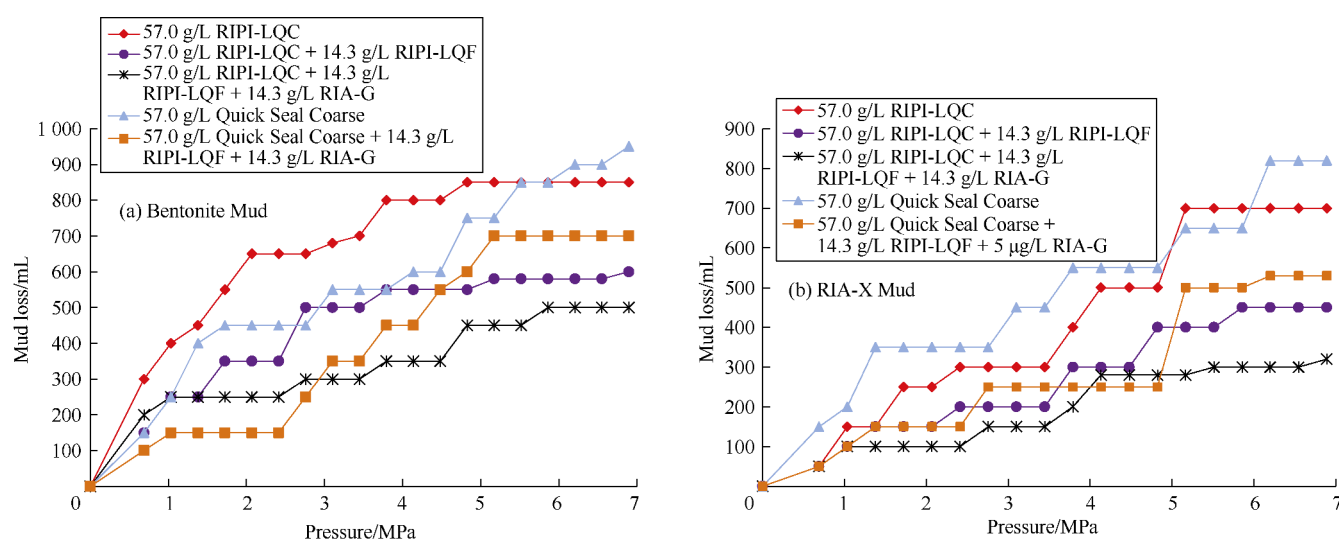 57.0 g/L RIPI-LQC
57.0 g/L RIPI-LQC + 14.3 g/L RIPI-LQF
57.0 g/L RIPI-LQC + 14.3 g/L
RIPI-LQF + 14.3 g/L RIA-G
57.0 g/L Quick Seal Coarse
57.0 g/L Quick Seal Coarse + 14.3 g/L
RIPI-LQF + 14.3 g/L RIA-G
1 000
900
800
700
600
500
400
300
200
100
0
1
2
3
4
5
6
7
Mud loss/mL
Pressure/MPa
(a) Bentonite Mud
57.0 g/L RIPI-LQC
57.0 g/L RIPI-LQC + 14.3 g/L RIPI-LQF
57.0 g/L RIPI-LQC + 14.3 g/L
RIPI-LQF + 14.3 g/L RIA-G
57.0 g/L Quick Seal Coarse
57.0 g/L Quick Seal Coarse +
14.3 g/L RIPI-LQF + 5 μg/L RIA-G
900
800
700
600
500
400
300
200
100
0
1
2
3
4
5
6
7
Mud loss/mL
Pressure/MPa
(b) RIA-X Mud